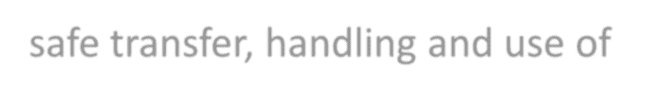 safe transfer, handling and use of